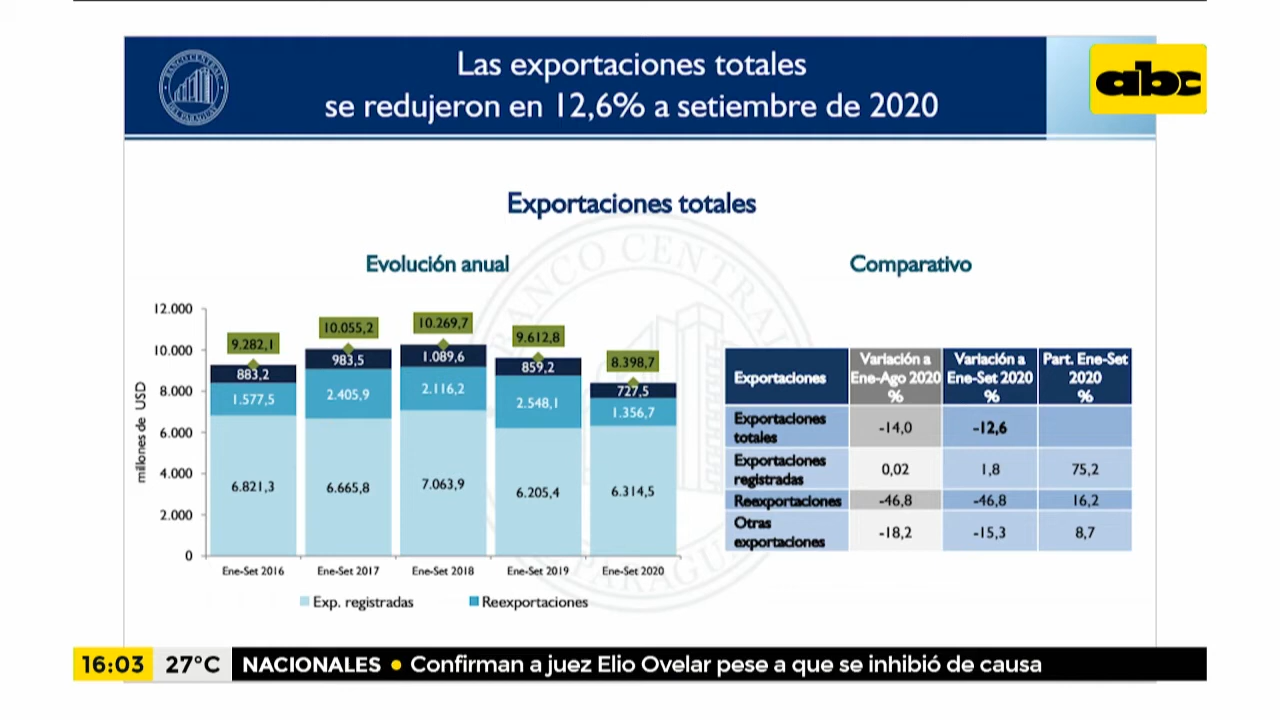 Las exportaciones totales
se redujeron en 12,6% a setiembre de 2020
BANCO CENTRAL
DEL PARAGUAY
abc
Exportaciones totales
Evolución anual
Comparativo
millones de USD
12.000
10.000
8.000
6.000
4.000
2.000
0
9.282,1
10.055,2
10.269,7
9.612,8
8.398,7
883,2
983,5
1.089,6
859,2
727,5
1.577,5
2.405,9
2.116,2
2.548,1
1.356,7
6.821,3
6.665,8
7.063,9
6.205,4
6.314,5
Ene-Set 2016
Ene-Set 2017
Ene-Set 2018
Ene-Set 2019
Ene-Set 2020
Exp. registradas
Reexportaciones
Exportaciones
Variación a
Ene-Ago 2020
%
Variación a
Ene-Set 2020
%
Part. Ene-Set
2020
%
Exportaciones
totales
-14,0
-12,6
Exportaciones
registradas
0,02
1,8
75,2
Reexportaciones
-46,8
-46,8
16,2
Otras
exportaciones
-18,2
-15,3
8,7
BANCO CENTRAL
PARAGUAY
16:03
27°C
NACIONALES • Confirman a juez Elio Ovelar pese a que se inhibió de causa